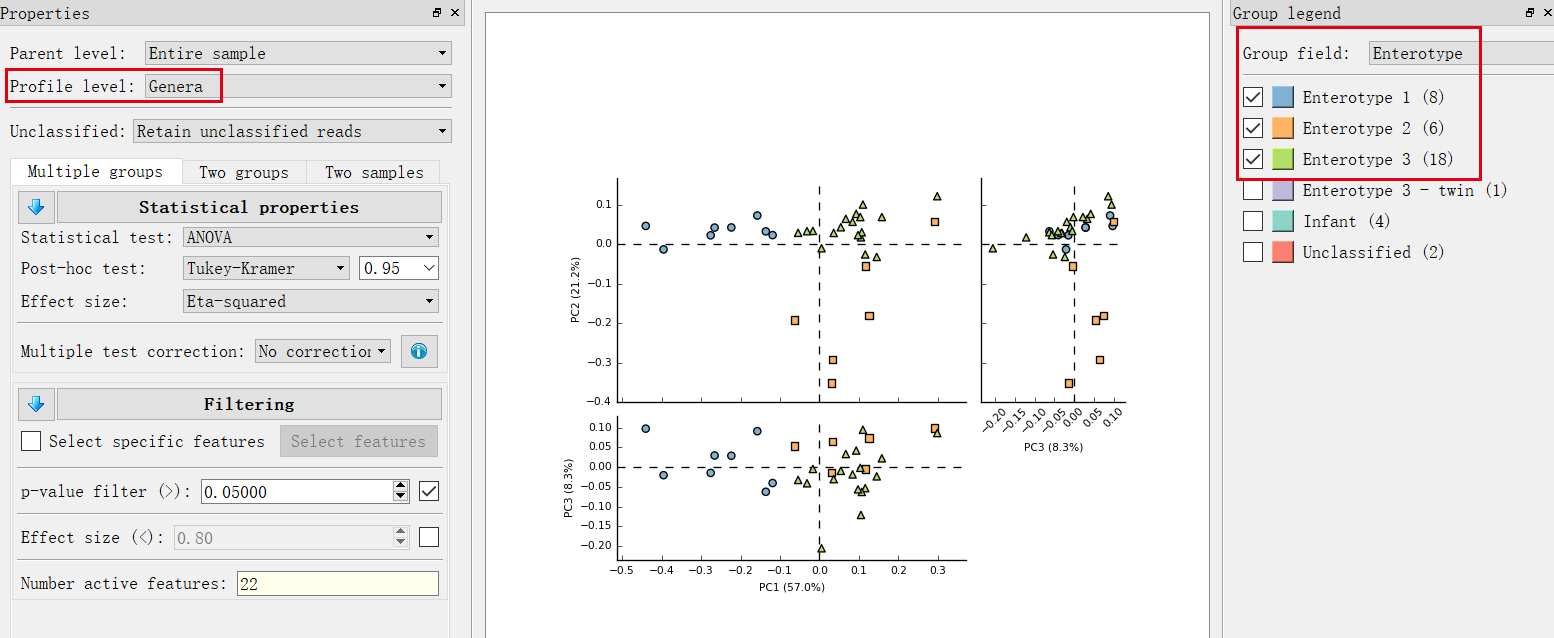 Properties
Parent level: Entire sample
Profile level: Genera
Unclassified: Retain unclassified reads
Multiple groups Two groups Two samples
Statistical properties
Statistical test: ANOVA
Post-hoc test: Tukey-Kramer 0.95
Effect size: Eta-squared
Multiple test correction: No correction
Filtering
Select specific features Select features
p-value filter (>): 0.05000
Effect size (<): 0.80
Number active features: 22
PC2 (21.2%)
0.1
0.0
−0.1
−0.2
−0.3
−0.4
−0.20 −0.15 −0.10 −0.05 0.00 0.05 0.10
PC3 (8.3%)
PC3 (8.3%)
0.10
0.05
0.00
−0.05
−0.10
−0.15
−0.20
−0.5 −0.4 −0.3 −0.2 −0.1 0.0 0.1 0.2 0.3
PC1 (57.0%)
Group legend
Group field: Enterotype
Enterotype 1 (8)
Enterotype 2 (6)
Enterotype 3 (18)
Enterotype 3 - twin (1)
Infant (4)
Unclassified (2)